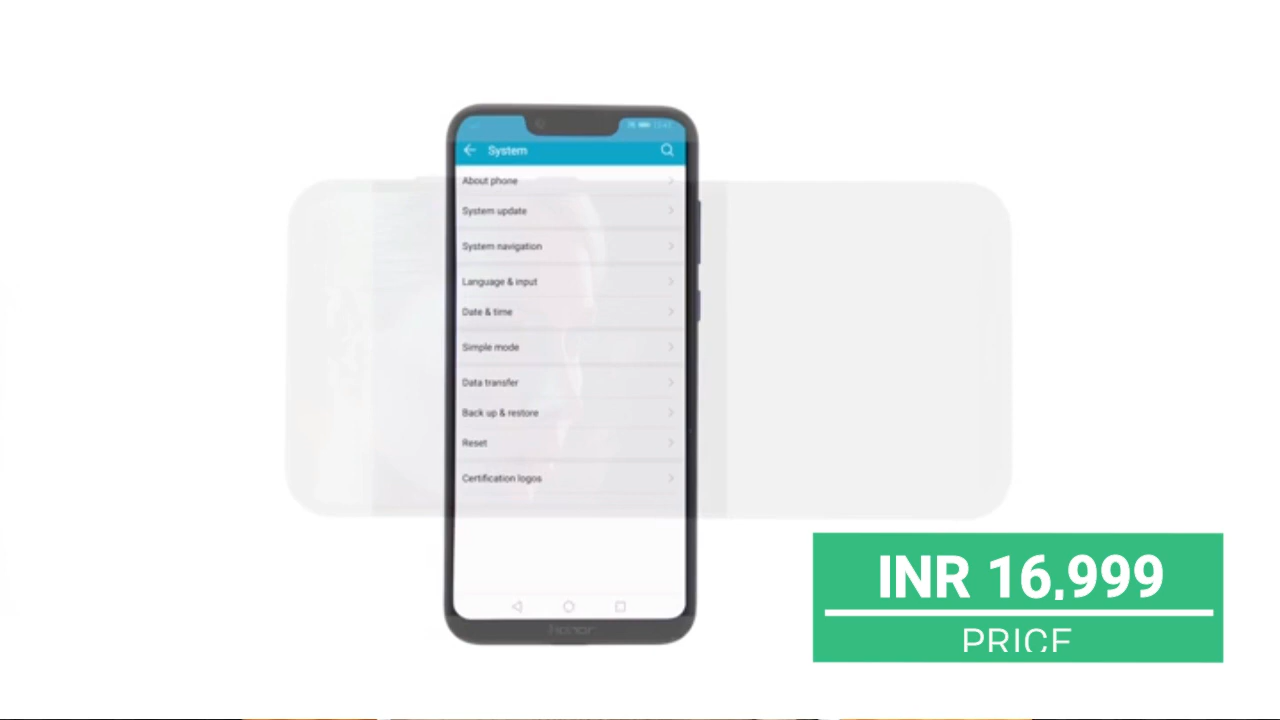 System
About phone
System update
System navigation
Language & input
Date & time
Simple mode
Data transfer
Back up & restore
Reset
Certification logos
honor
INR 16,999
PRICE